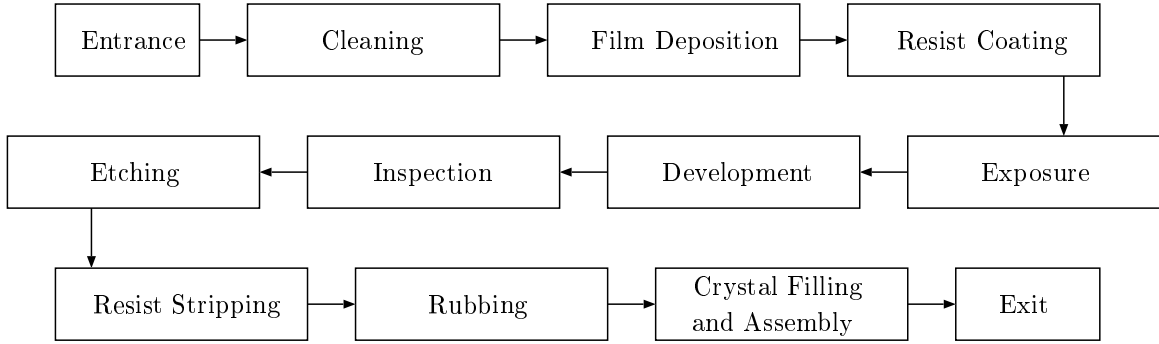 Entrance
Cleaning
Film Deposition
Resist Coating
Exposure
Development
Inspection
Etching
Resist Stripping
Rubbing
Crystal Filling
and Assembly
Exit